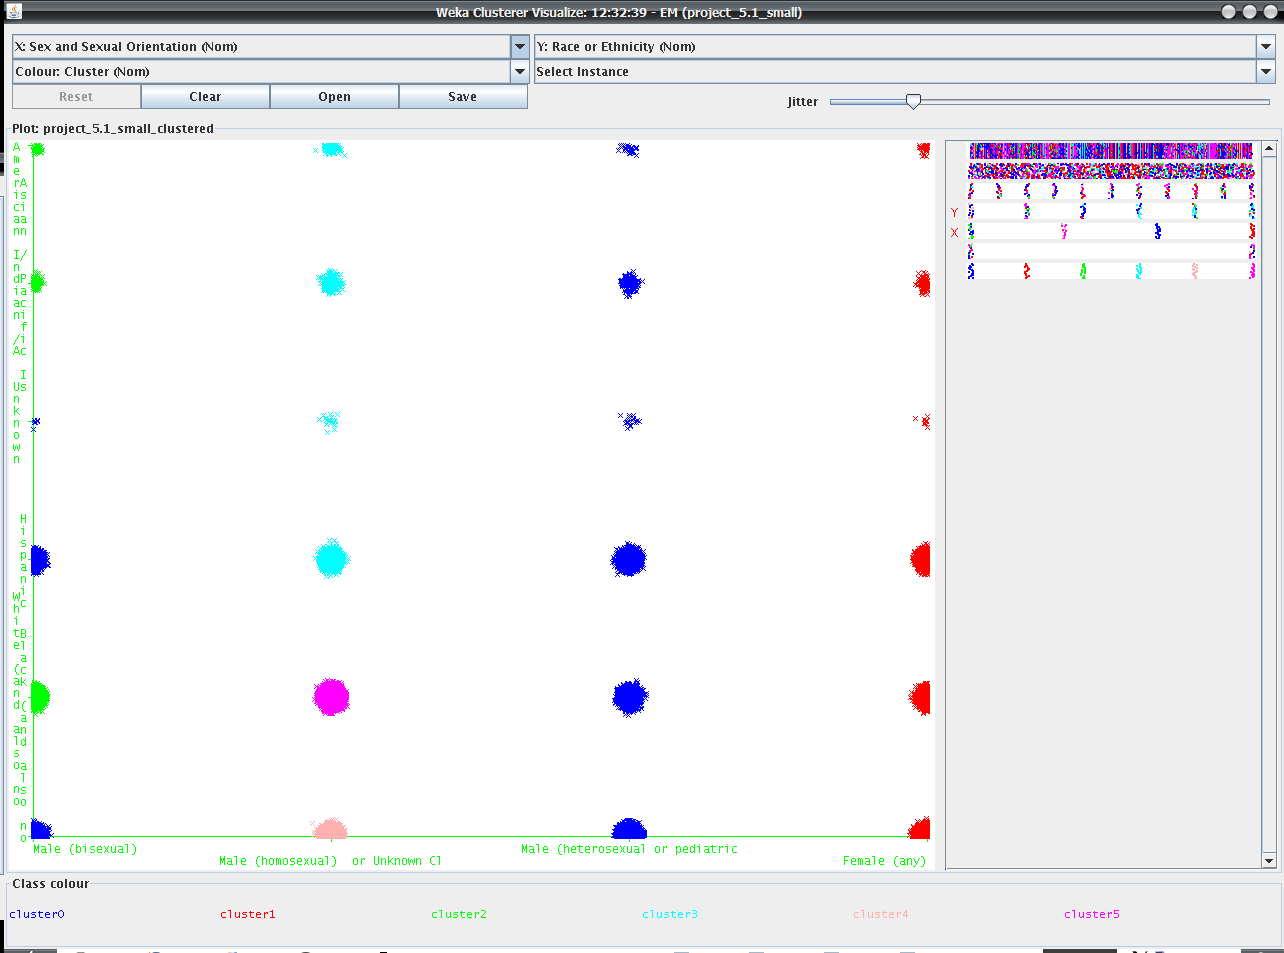 Weka Clusterer Visualize: 12:32:39 - EM (project_5.1_small)
X: Sex and Sexual Orientation (Nom)
Y: Race or Ethnicity (Nom)
Colour: Cluster (Nom)
Select Instance
Reset
Clear
Open
Save
Jitter
Plot: project_5.1_small_clustered
Y
X
Unknown
Hispanic
Male (bisexual)
Male (homosexual) or Unknown Cl
Male (heterosexual or pediatric
Female (any)
Class colour
cluster0
cluster1
cluster2
cluster3
cluster4
cluster5